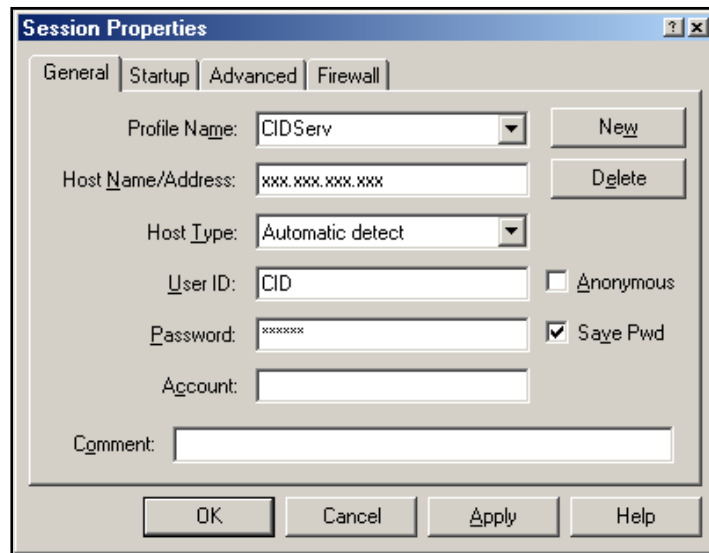 Session Properties
General Startup Advanced Firewall
Profile Name: CIDServ New
Host Name/Address: xxx.xxx.xxx.xxx Delete
Host Type: Automatic detect
User ID: CID Anonymous
Password: ****** Save Pwd
Account:
Comment:
OK Cancel Apply Help